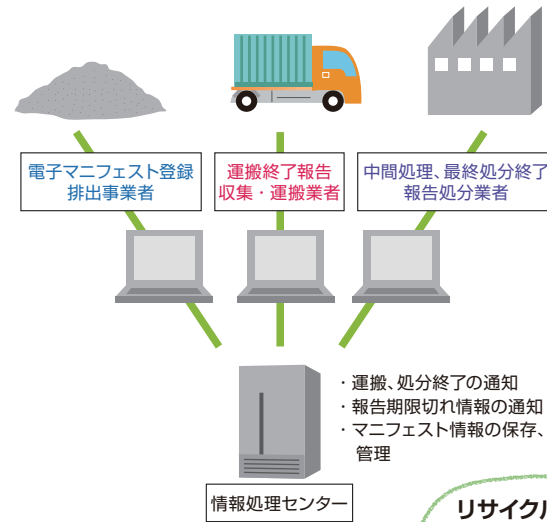 電子マニフェスト登録
排出事業者
運搬終了報告
収集・運搬業者
中間処理、最終処分終了
報告処分業者
・運搬、処分終了の通知
・報告期限切れ情報の通知
・マニフェスト情報の保存、
管理
情報処理センター
リサイクル